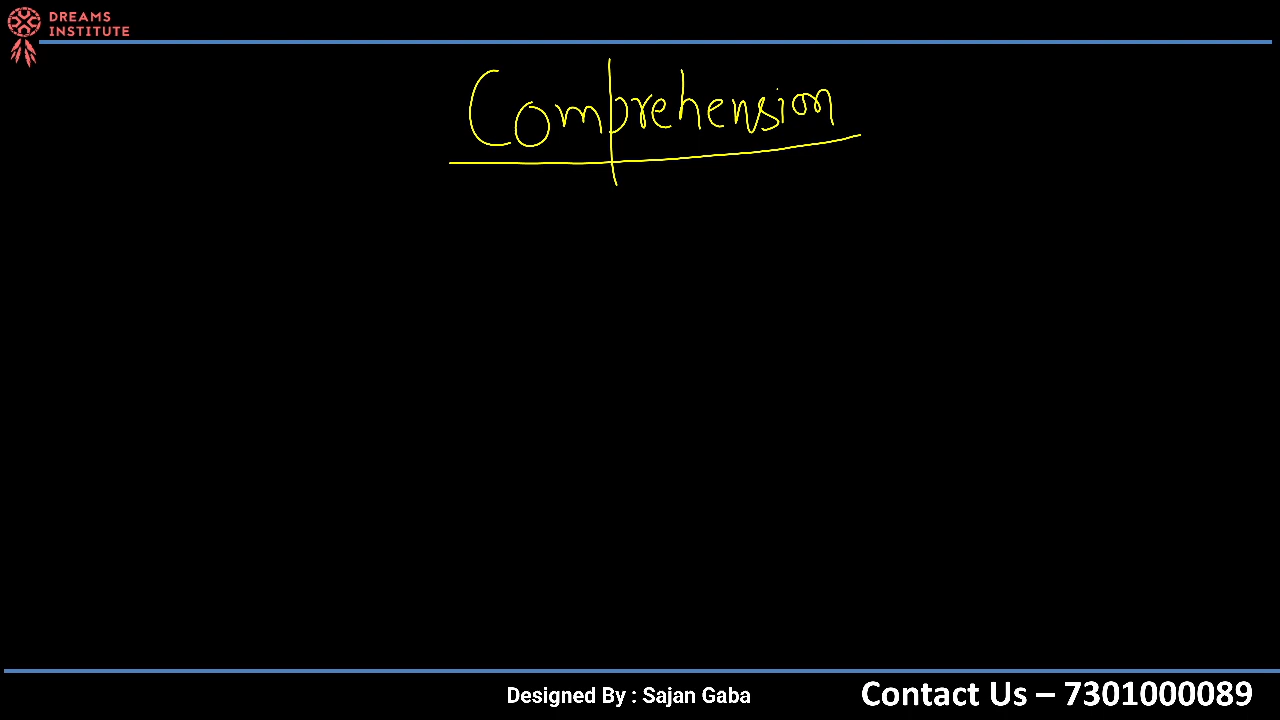 DREAMS
INSTITUTE
Comprehension
Designed By : Sajan Gaba
Contact Us – 7301000089